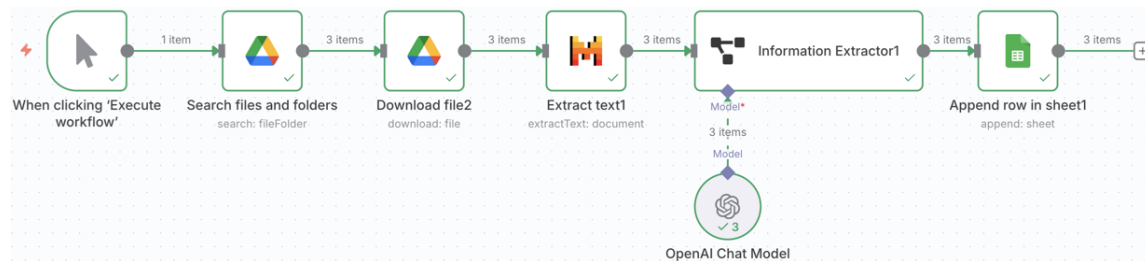 1 item
3 items
3 items
3 items
Information Extractor1
3 items
3 items
When clicking ‘Execute
workflow’
Search files and folders
search: fileFolder
Download file2
download: file
Extract text1
extractText: document
Model*
Append row in sheet1
append: sheet
3 items
Model
3
OpenAI Chat Model